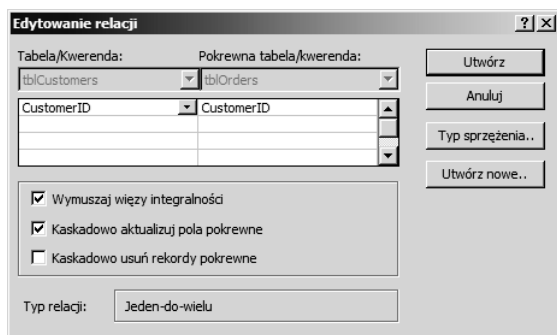 Edytowanie relacji
Tabela/Kwerenda: Pokrewna tabela/kwerenda:
tblCustomers tblOrders
CustomerID CustomerID
Utwórz
Anuluj
Typ sprzężenia..
Utwórz nowe..
Wymuszaj więzy integralności
Kaskadowo aktualizuj pola pokrewne
Kaskadowo usuń rekordy pokrewne
Typ relacji: Jeden-do-wielu